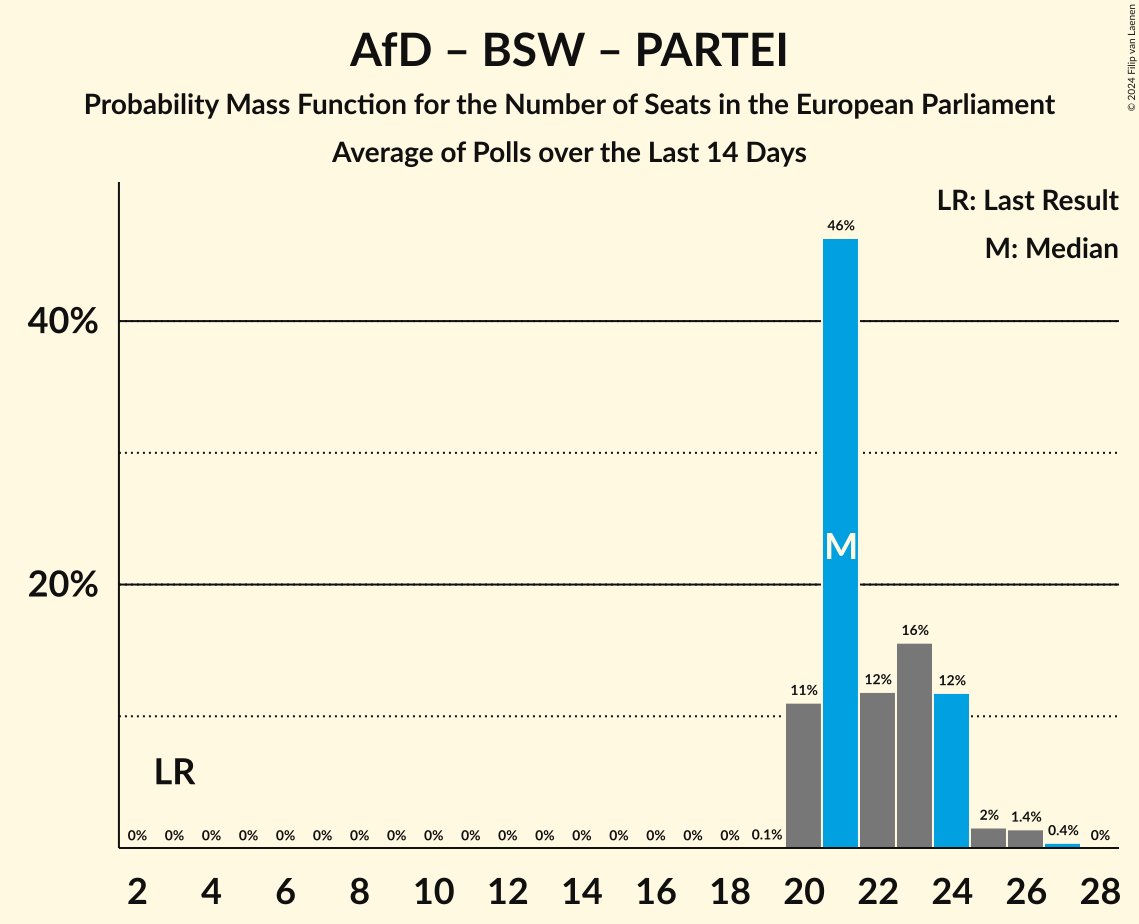 AfD – BSW – PARTEI
Probability Mass Function for the Number of Seats in the European Parliament
Average of Polls over the Last 14 Days
© 2024 Filip van Laenen
LR: Last Result
M: Median
46%
40%
M
20%
16%
11%
12%
12%
LR
0% 0% 0% 0% 0% 0% 0% 0% 0% 0% 0% 0% 0% 0% 0% 0% 0% 0.1% 2% 1.4% 0.4% 0%
2 4 6 8 10 12 14 16 18 20 22 24 26 28